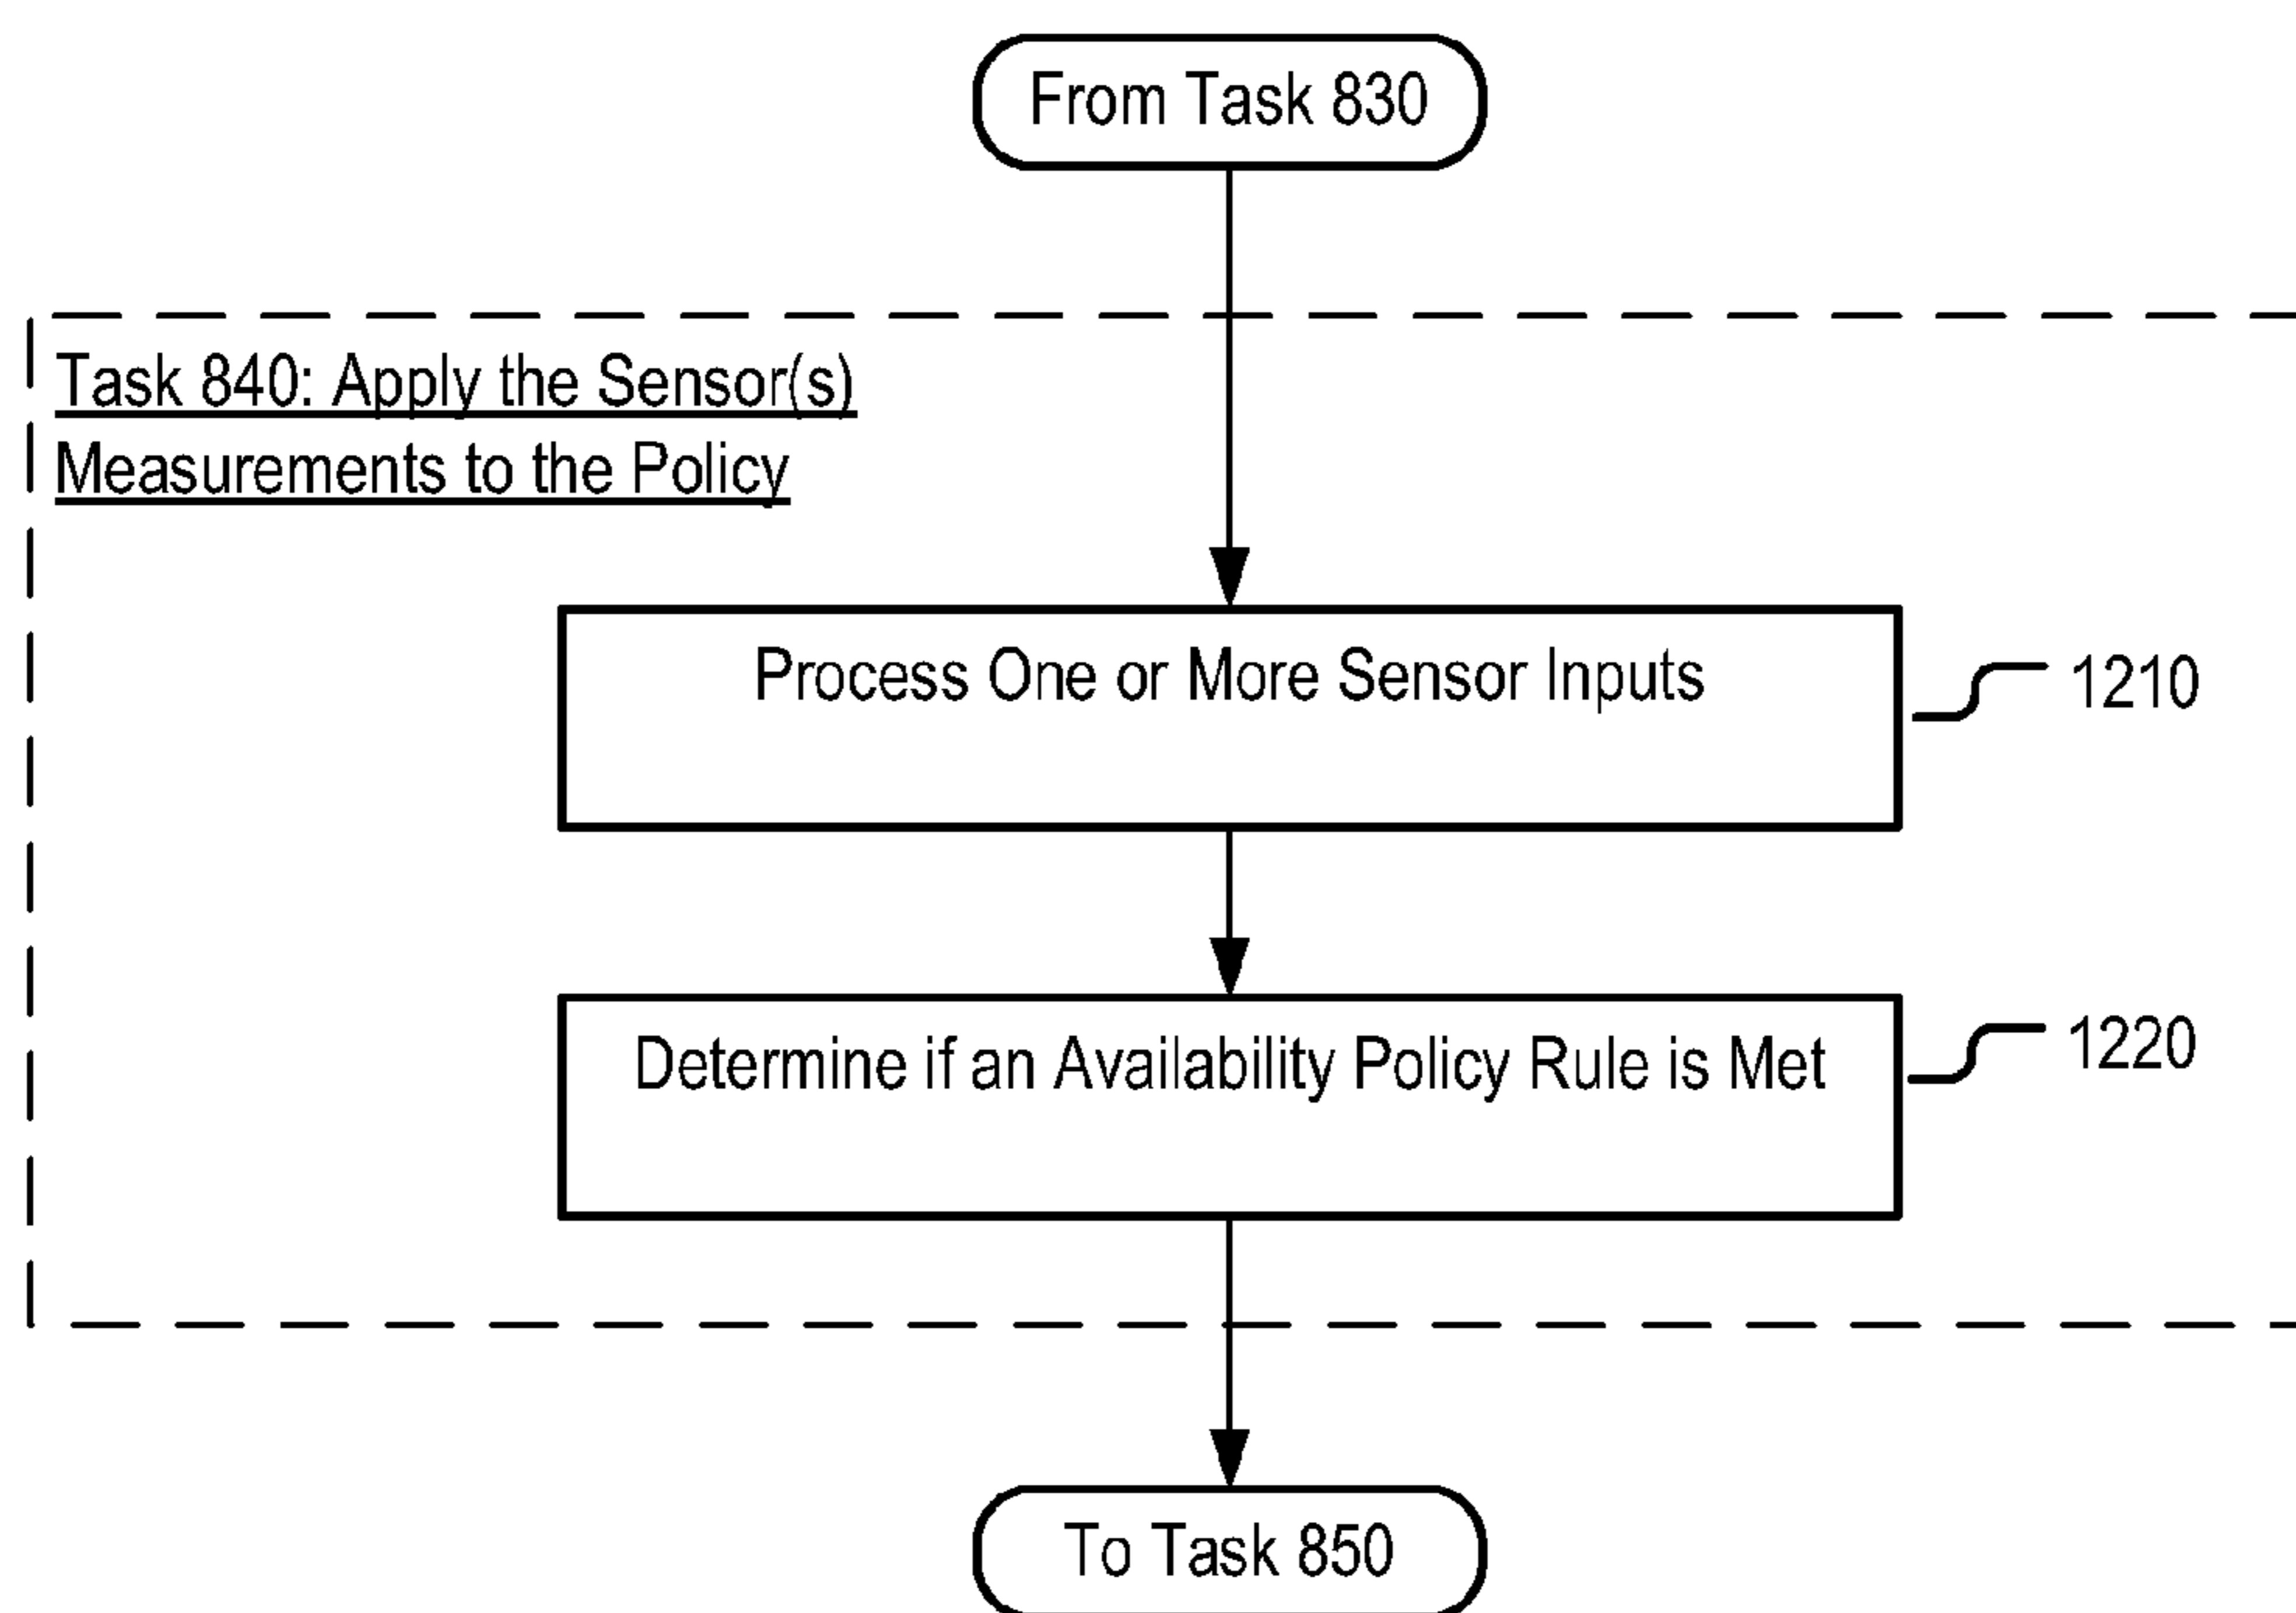 From Task 830
Task 840: Apply the Sensor(s)
Measurements to the Policy
Process One or More Sensor Inputs
1210
Determine if an Availability Policy Rule is Met
1220
To Task 850